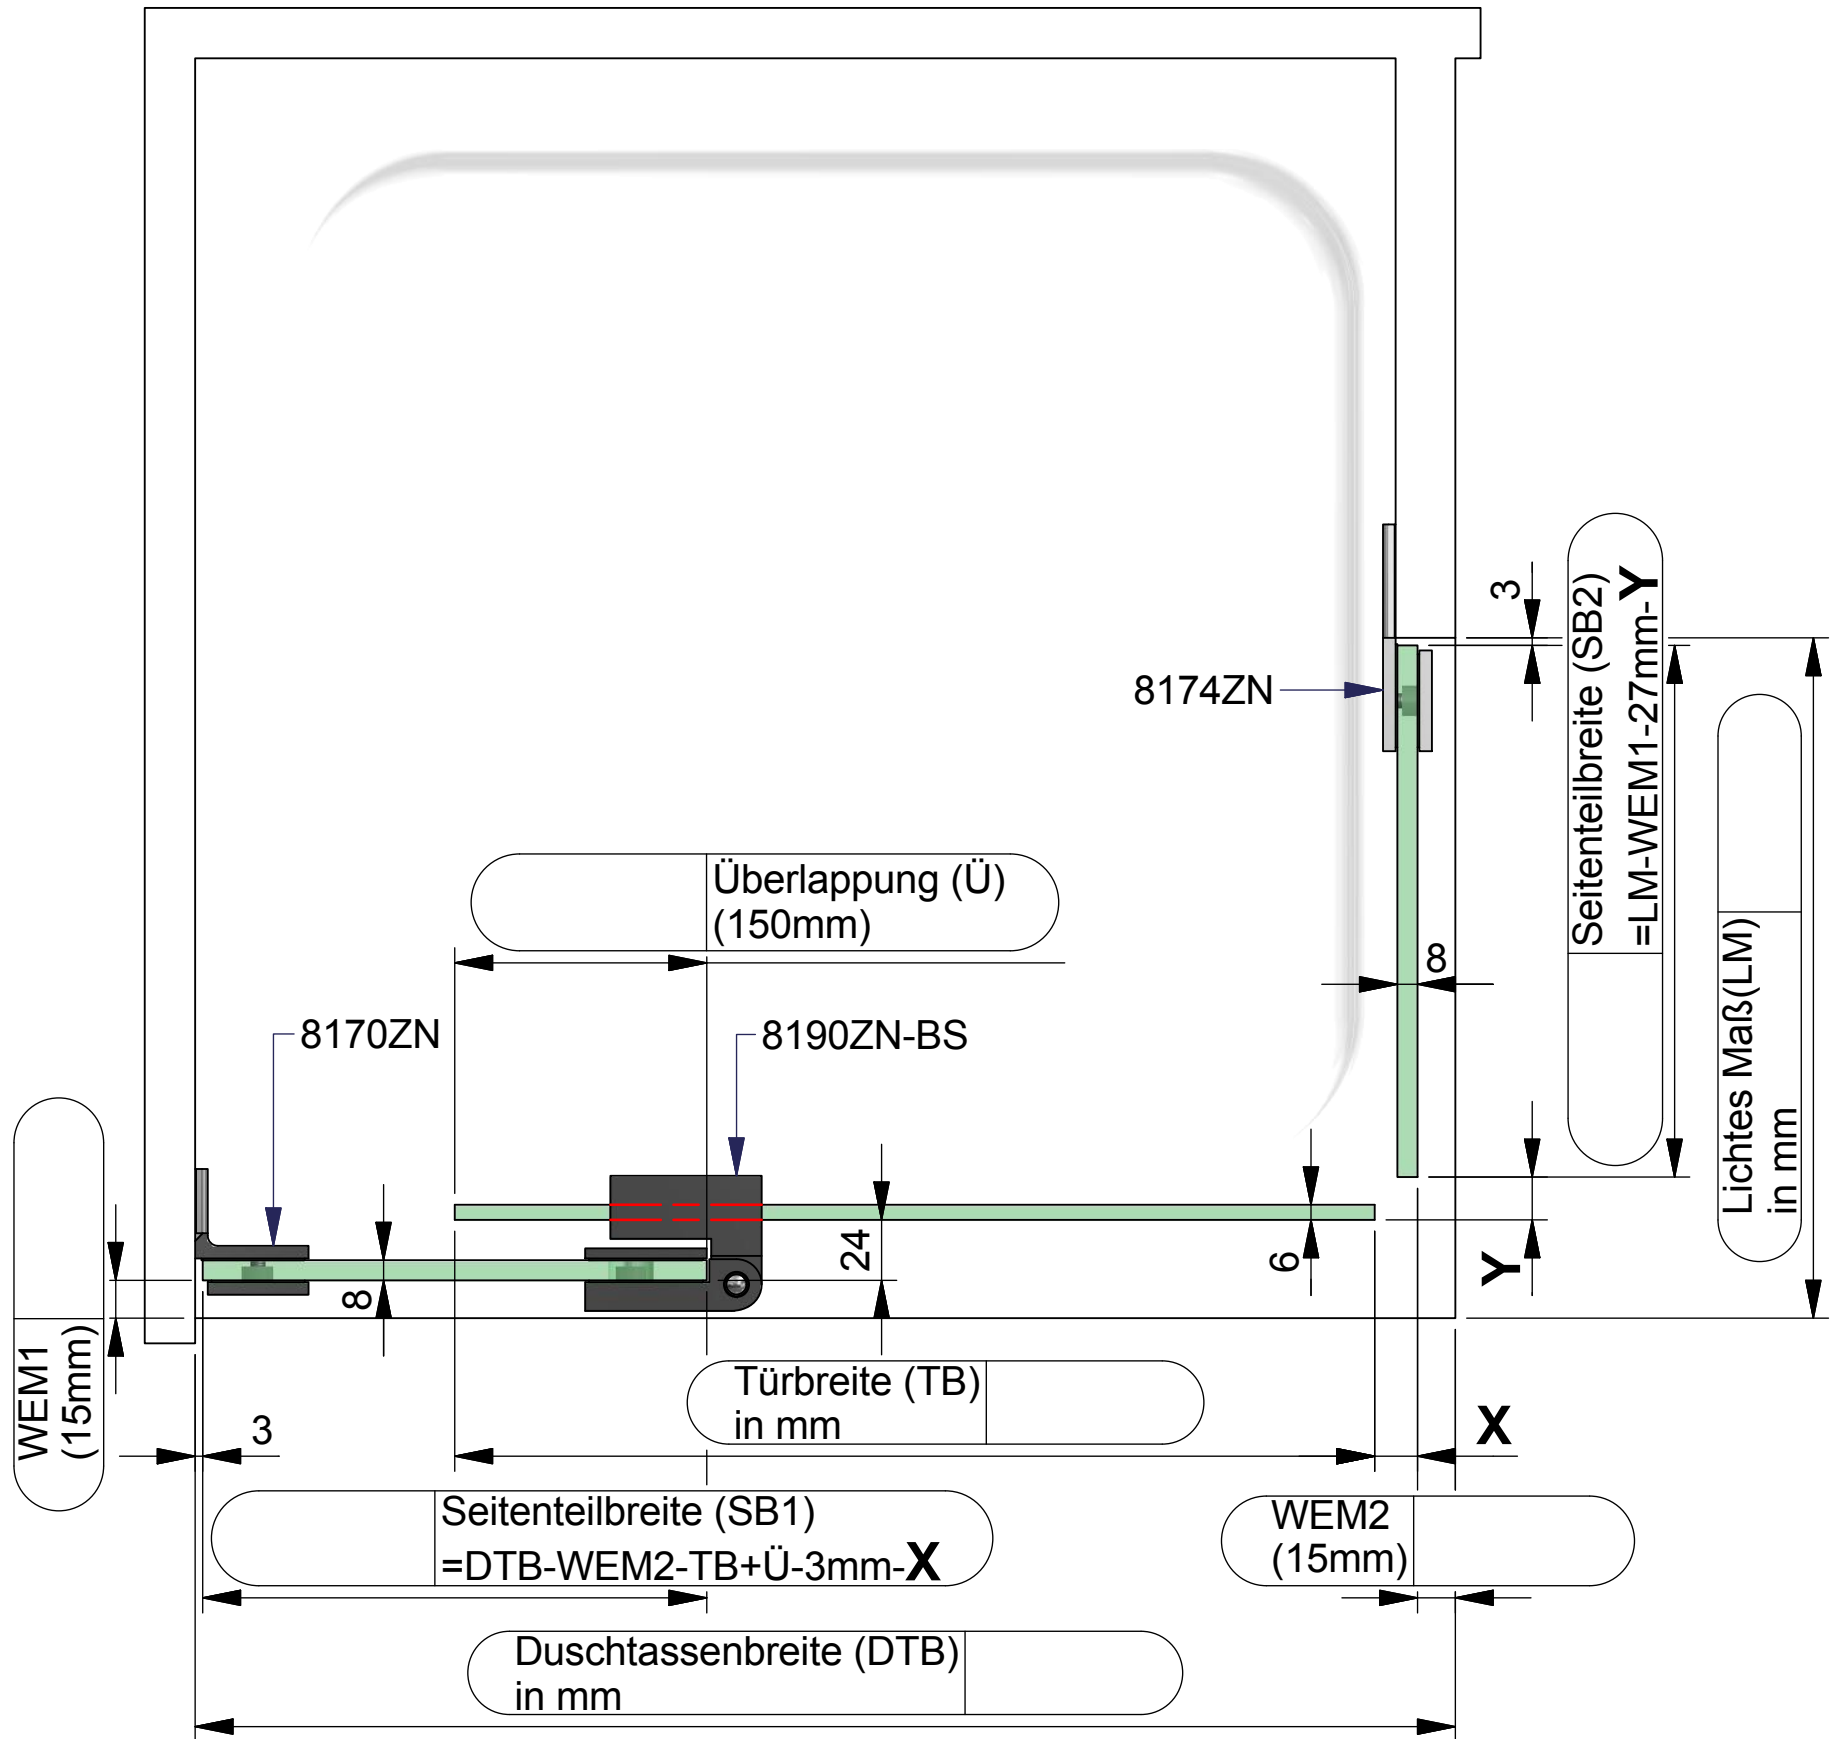 3
Seitenteilbreite (SB2)
=LM-WEM1-27mm-Y
8174ZN
Überlappung (Ü)
(150mm)
8
Lichtes Maß(LM)
in mm
8170ZN
8190ZN-BS
24
6
Y
8
WEM1
(15mm)
Türbreite (TB)
in mm
3
X
Seitenteilbreite (SB1)
=DTB-WEM2-TB+Ü-3mm-X
WEM2
(15mm)
Duschtassenbreite (DTB)
in mm